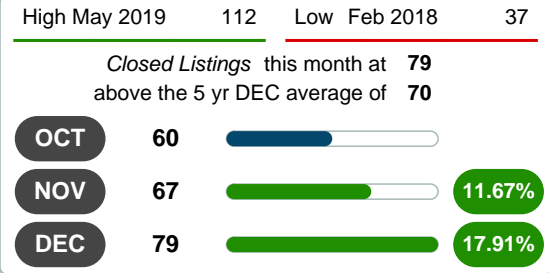 High May 2019 112 Low Feb 2018 37
Closed Listings this month at 79
above the 5 yr DEC average of 70
OCT 60
NOV 67 11.67%
DEC 79 17.91%